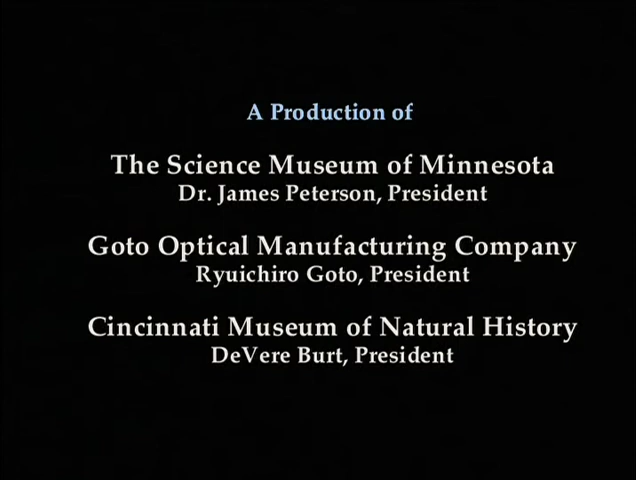 A Production of
The Science Museum of Minnesota
Dr. James Peterson, President
Goto Optical Manufacturing Company
Ryuichiro Goto, President
Cincinnati Museum of Natural History
DeVere Burt, President